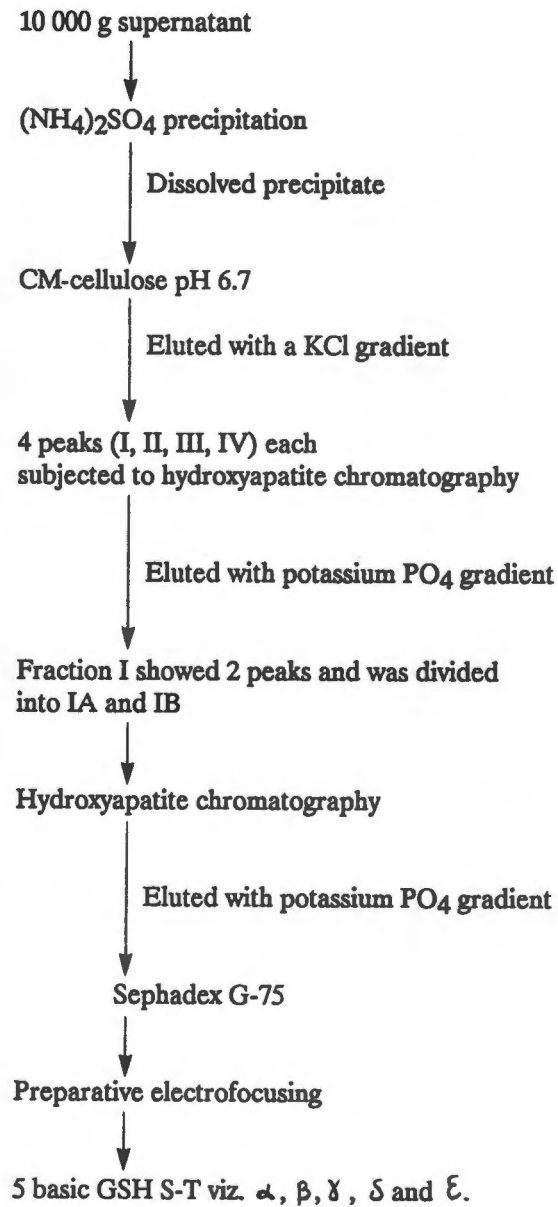 10 000 g supernatant
(NH4)2SO4 precipitation
Dissolved precipitate
CM-cellulose pH 6.7
Eluted with a KCl gradient
4 peaks (I, II, III, IV) each
subjected to hydroxyapatite chromatography
Eluted with potassium PO4 gradient
Fraction I showed 2 peaks and was divided
into IA and IB
Hydroxyapatite chromatography
Eluted with potassium PO4 gradient
Sephadex G-75
Preparative electrofocusing
5 basic GSH S-T viz. α, β, γ, δ and ε.